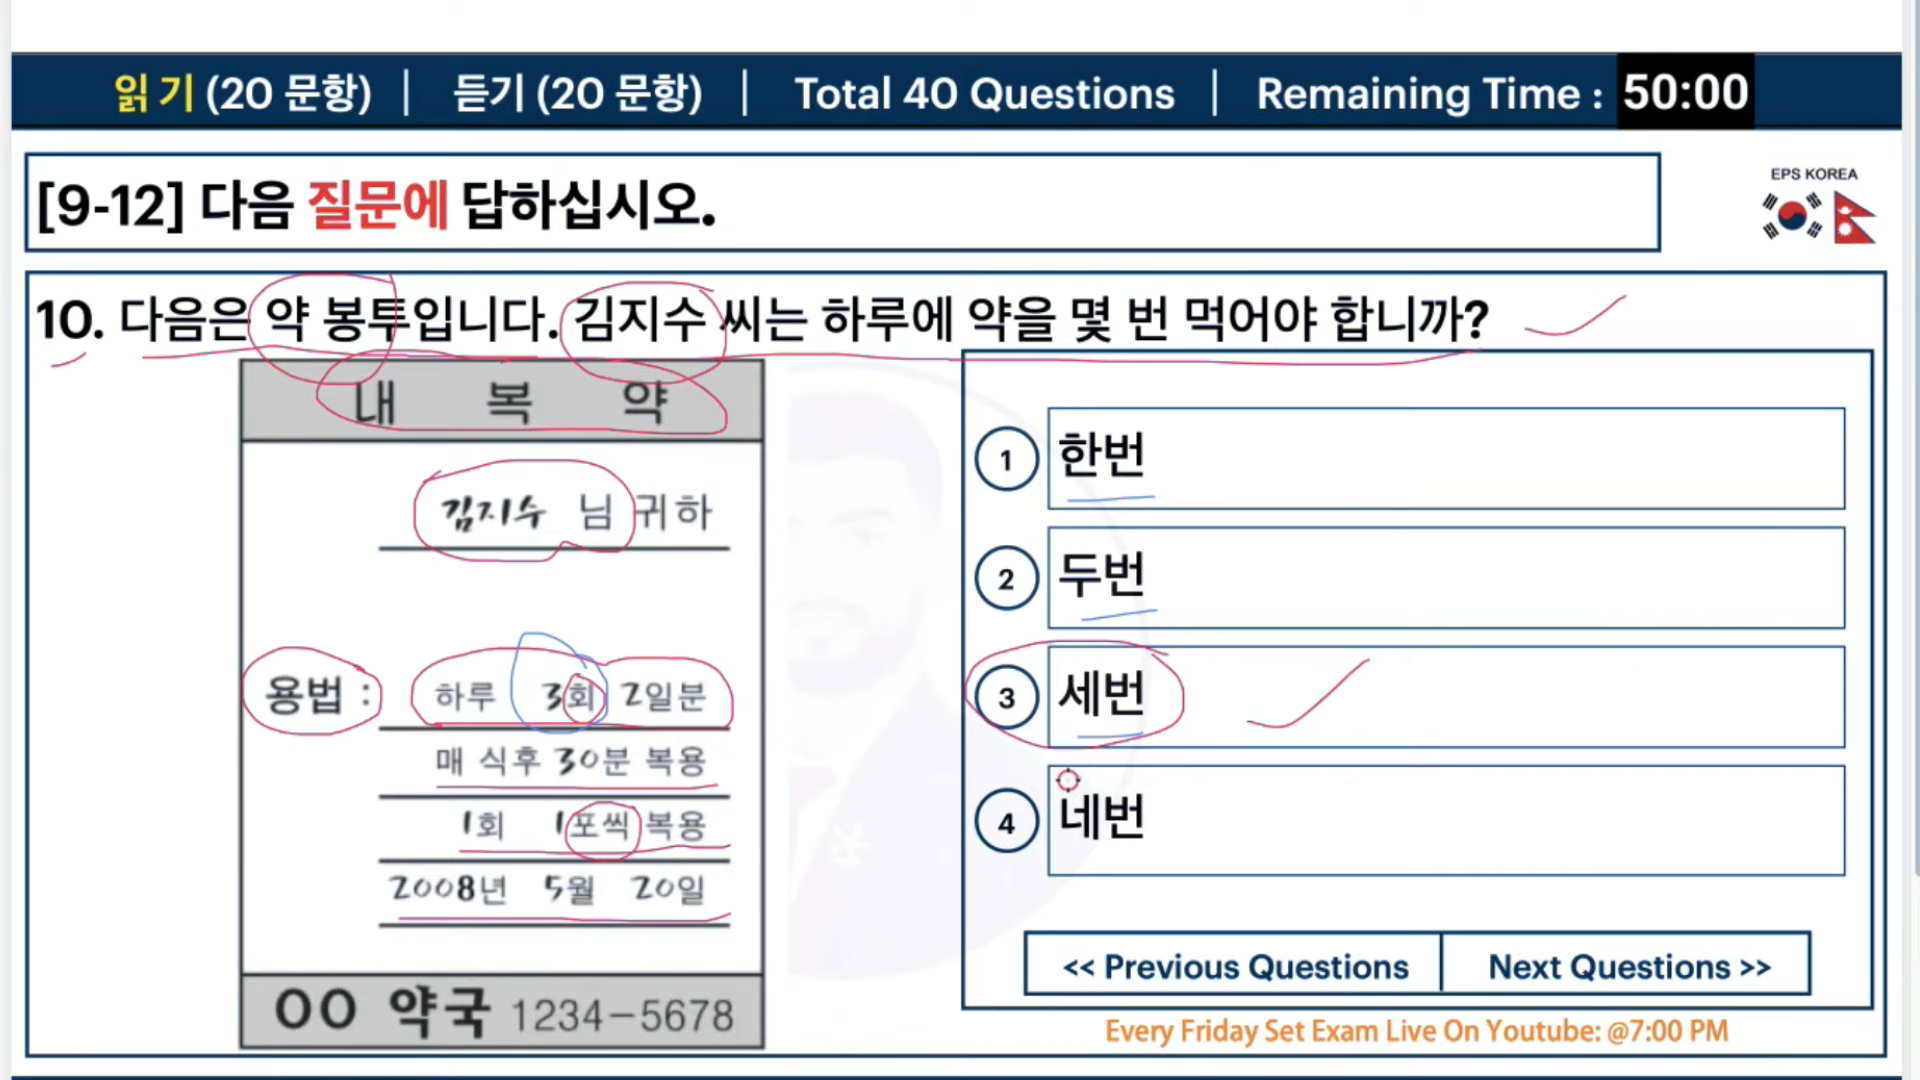 읽 기 (20 문항) | 듣기 (20 문항) | Total 40 Questions | Remaining Time : 50:00
[9-12] 다음 질문에 답하십시오.
EPS KOREA
10. 다음은 약 봉투입니다. 김지수 씨는 하루에 약을 몇 번 먹어야 합니까?
내 복 약
김지수 님 귀하
용법 : 하루 3회 2일분
매 식후 30분 복용
1회 1포씩 복용
2008년 5월 20일
OO 약국 1234-5678
1 한번
2 두번
3 세번
4 네번
<< Previous Questions
Next Questions >>
Every Friday Set Exam Live On Youtube: @7:00 PM